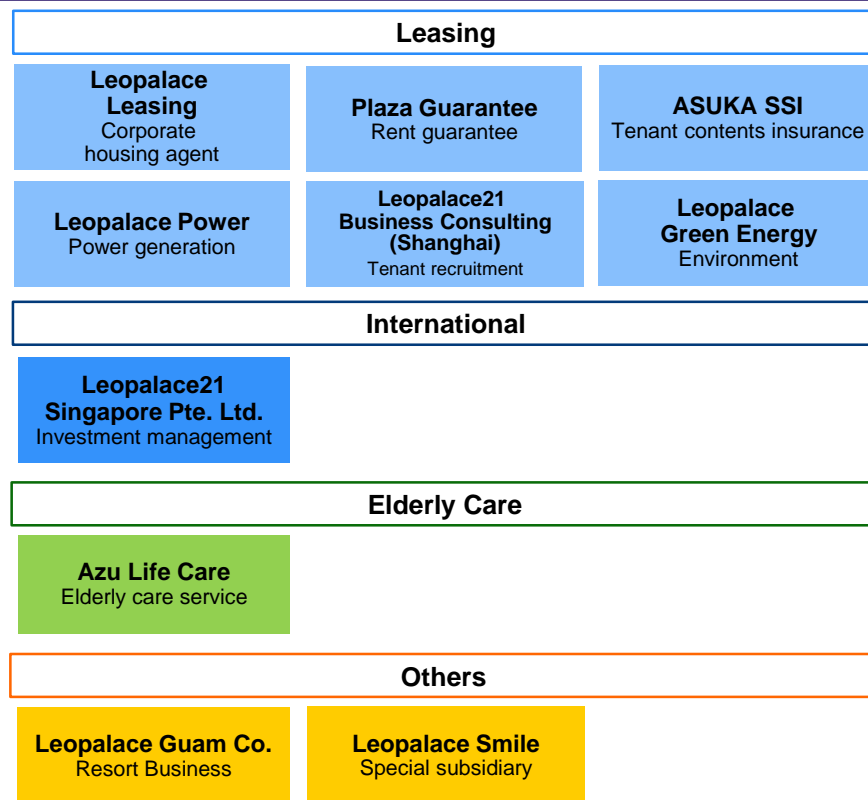 Leasing
Leopalace
Leasing
Corporate
housing agent
Plaza Guarantee
Rent guarantee
ASUKA SSI
Tenant contents insurance
Leopalace Power
Power generation
Leopalace21
Business Consulting
(Shanghai)
Tenant recruitment
Leopalace
Green Energy
Environment
International
Leopalace21
Singapore Pte. Ltd.
Investment management
Elderly Care
Azu Life Care
Elderly care service
Others
Leopalace Guam Co.
Resort Business
Leopalace Smile
Special subsidiary